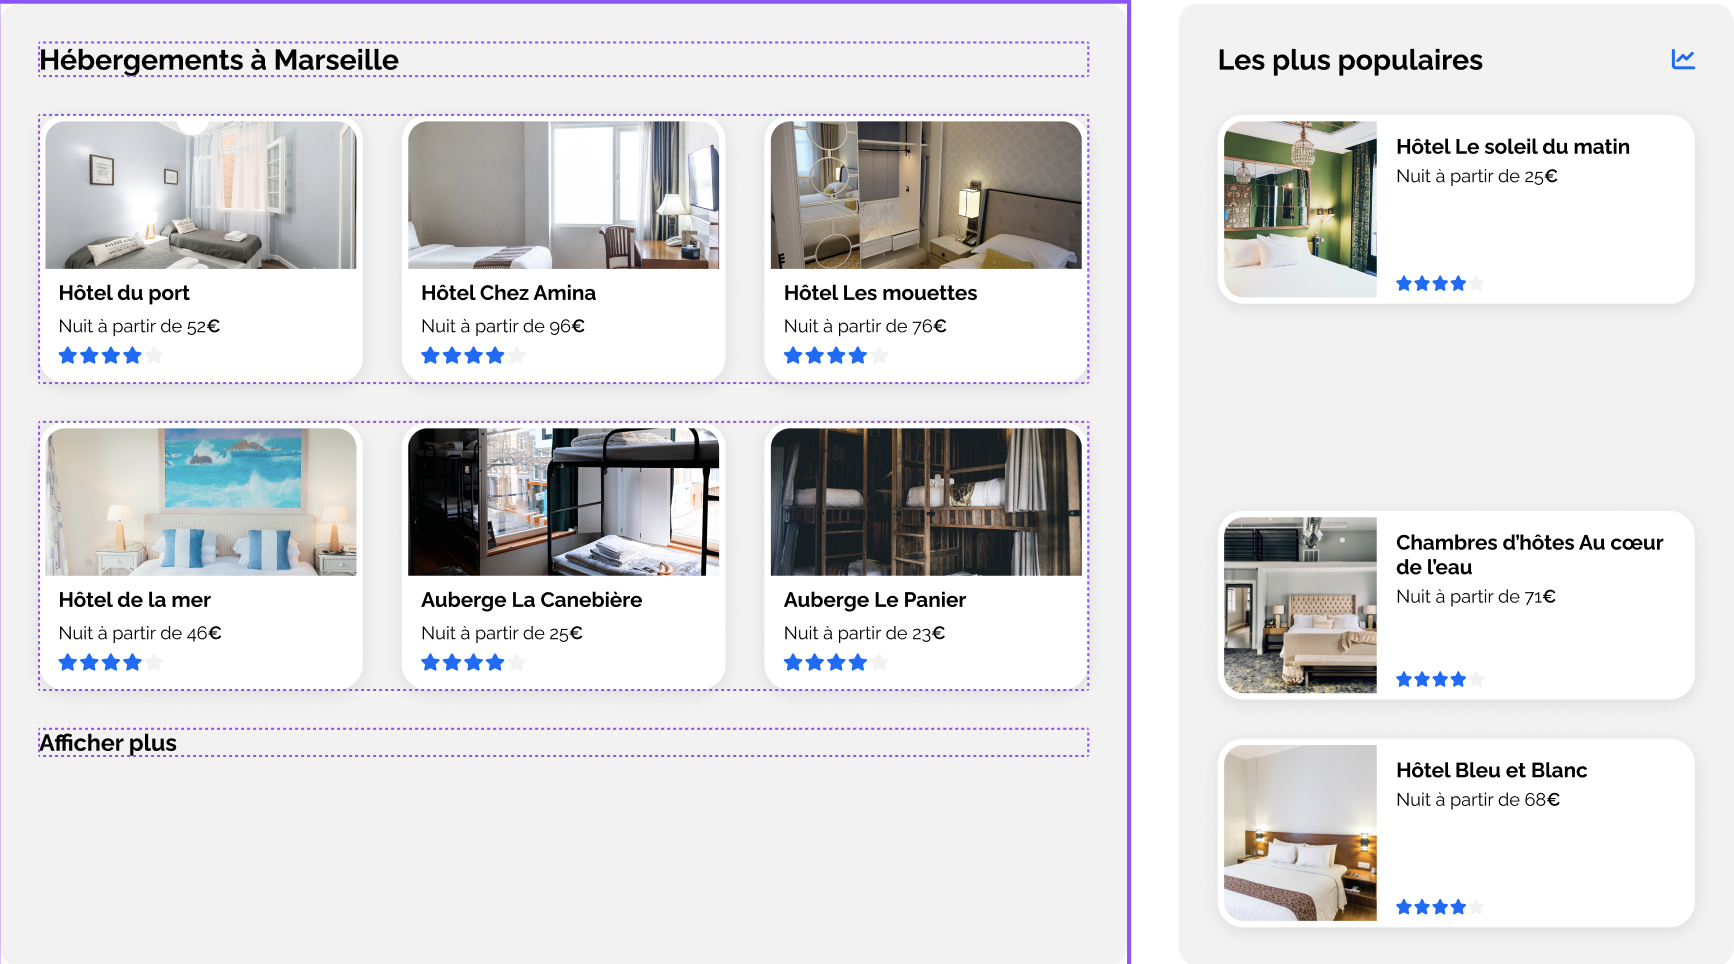 Hébergements à Marseille
Hôtel du port
Nuit à partir de 52€
Hôtel Chez Amina
Nuit à partir de 96€
Hôtel Les mouettes
Nuit à partir de 76€
Hôtel de la mer
Nuit à partir de 46€
Auberge La Canebière
Nuit à partir de 25€
Auberge Le Panier
Nuit à partir de 23€
Afficher plus
Les plus populaires
Hôtel Le soleil du matin
Nuit à partir de 25€
Chambres d’hôtes Au cœur
de l’eau
Nuit à partir de 71€
Hôtel Bleu et Blanc
Nuit à partir de 68€